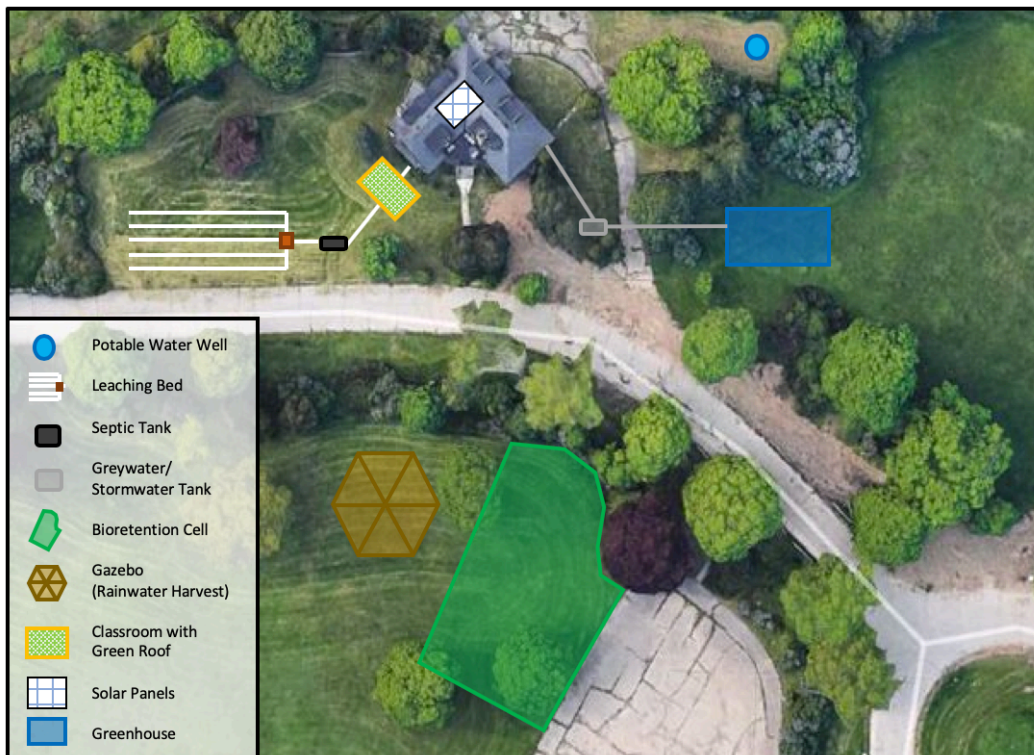 Potable Water Well
Leaching Bed
Septic Tank
Greywater/
Stormwater Tank
Bioretention Cell
Gazebo
(Rainwater Harvest)
Classroom with
Green Roof
Solar Panels
Greenhouse